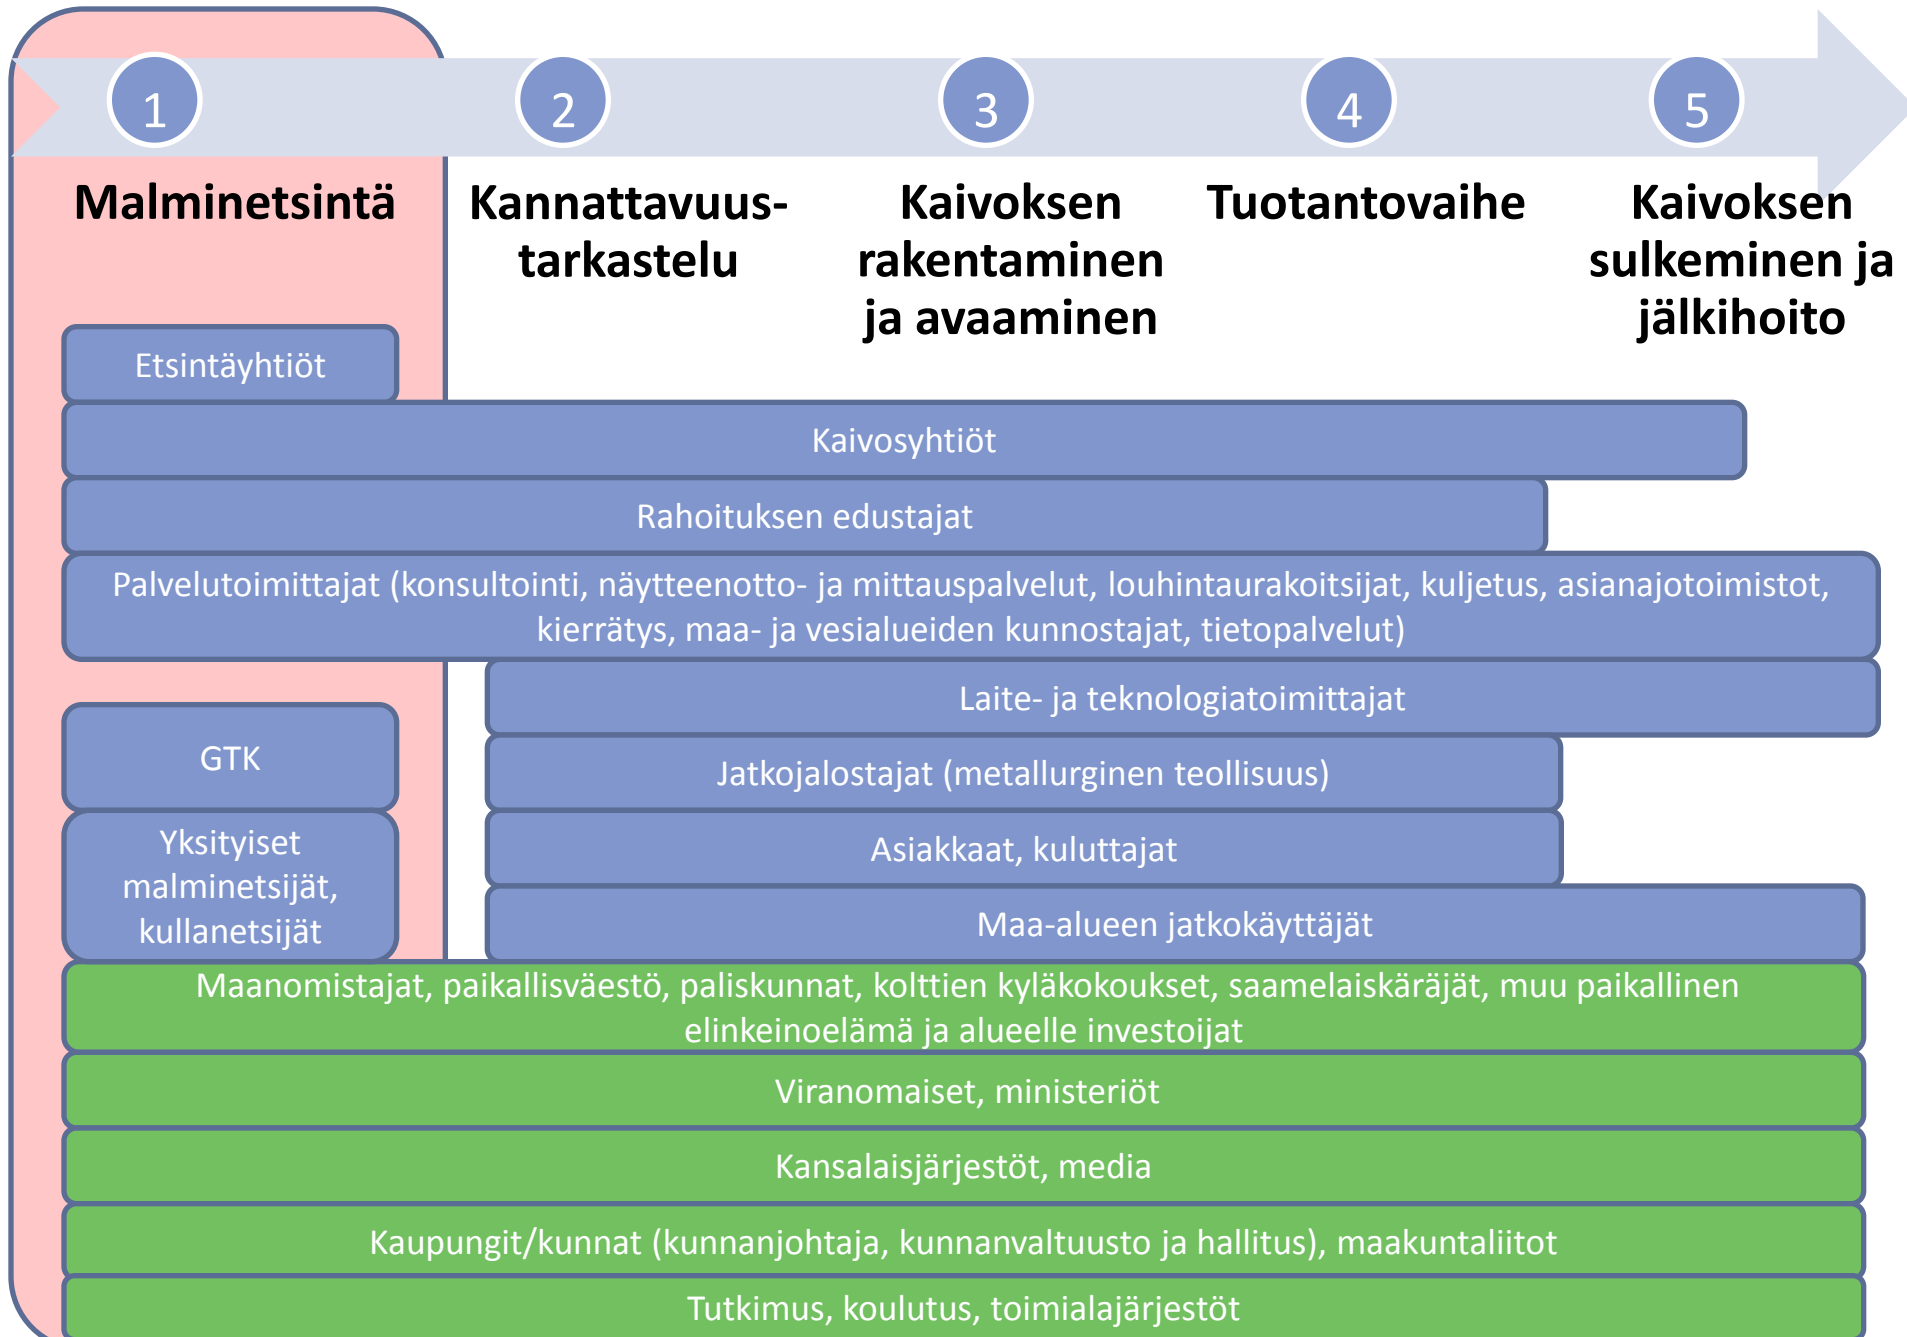 1
2
3
4
5
Malminetsintä
Kannattavuus-
tarkastelu
Kaivoksen
rakentaminen
ja avaaminen
Tuotantovaihe
Kaivoksen
sulkeminen ja
jälkihoito
Etsintäyhtiöt
Kaivosyhtiöt
Rahoituksen edustajat
Palvelutoimittajat (konsultointi, näytteenotto- ja mittauspalvelut, louhintaurakoitsijat, kuljetus, asianajotoimistot,
kierrätys, maa- ja vesialueiden kunnostajat, tietopalvelut)
Laite- ja teknologiatoimittajat
GTK
Jatkojalostajat (metallurginen teollisuus)
Yksityiset
malminetsijät,
kullanetsijät
Asiakkaat, kuluttajat
Maa-alueen jatkokäyttäjät
Maanomistajat, paikallisväestö, paliskunnat, kolttien kyläkokoukset, saamelaiskäräjät, muu paikallinen
elinkeinoelämä ja alueelle investoijat
Viranomaiset, ministeriöt
Kansalaisjärjestöt, media
Kaupungit/kunnat (kunnanjohtaja, kunnanvaltuusto ja hallitus), maakuntaliitot
Tutkimus, koulutus, toimialajärjestöt